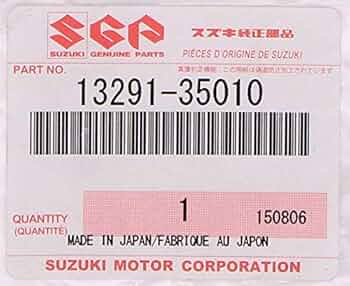 SGP
SUZUKI GENUINE PARTS
スズキ純正部品
PIÈCES D'ORIGINE DE SUZUKI
PART NO.
13291-35010
QUANTITY
(QUANTITÉ)
1
150806
MADE IN JAPAN/FABRIQUE AU JAPON
SUZUKI MOTOR CORPORATION